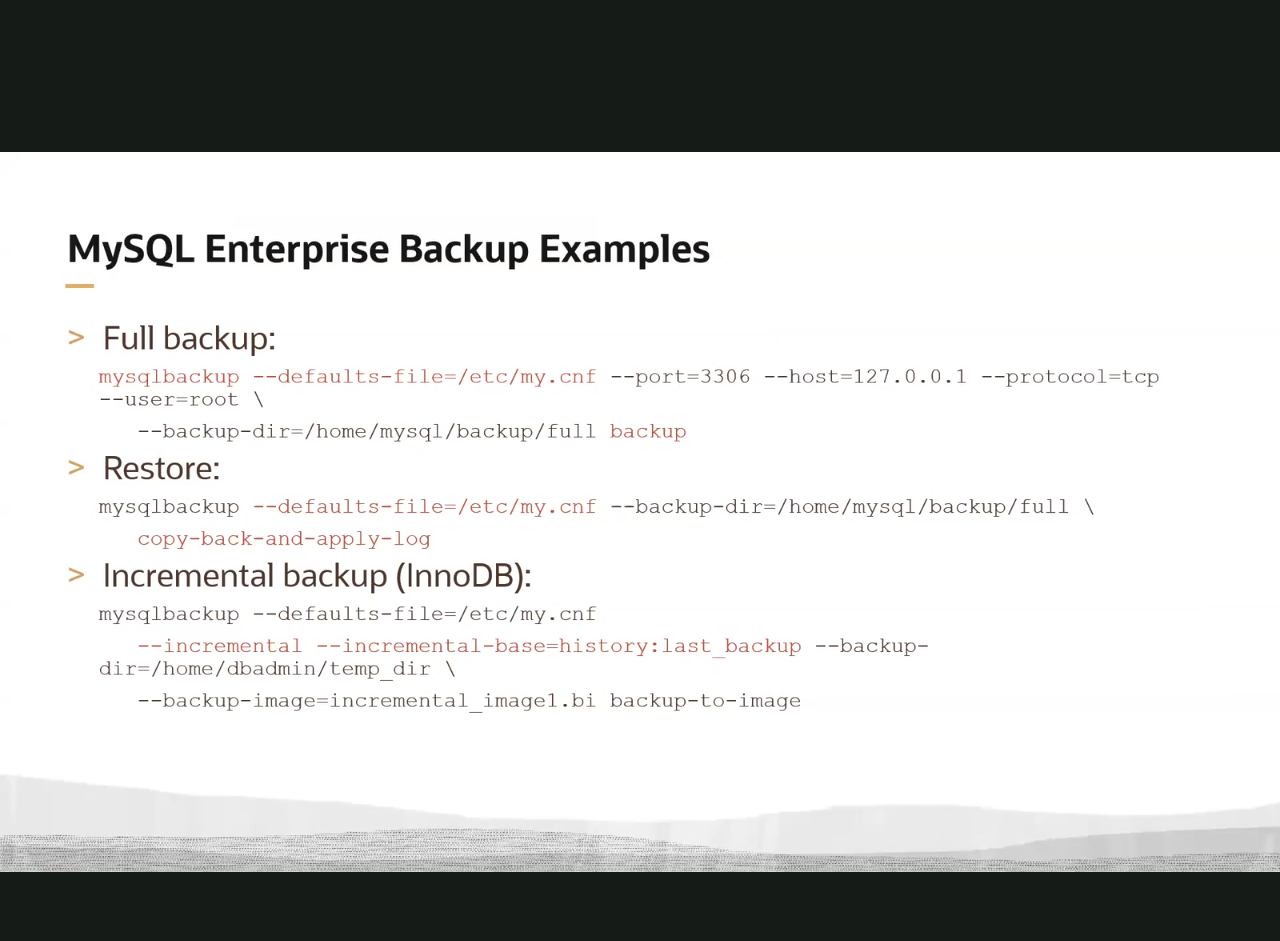 MySQL Enterprise Backup Examples
> Full backup:
mysqlbackup --defaults-file=/etc/my.cnf --port=3306 --host=127.0.0.1 --protocol=tcp
--user=root \
--backup-dir=/home/mysql/backup/full backup
> Restore:
mysqlbackup --defaults-file=/etc/my.cnf --backup-dir=/home/mysql/backup/full \
copy-back-and-apply-log
> Incremental backup (InnoDB):
mysqlbackup --defaults-file=/etc/my.cnf
--incremental --incremental-base=history:last_backup --backup-
dir=/home/dbadmin/temp_dir \
--backup-image=incremental_image1.bi backup-to-image